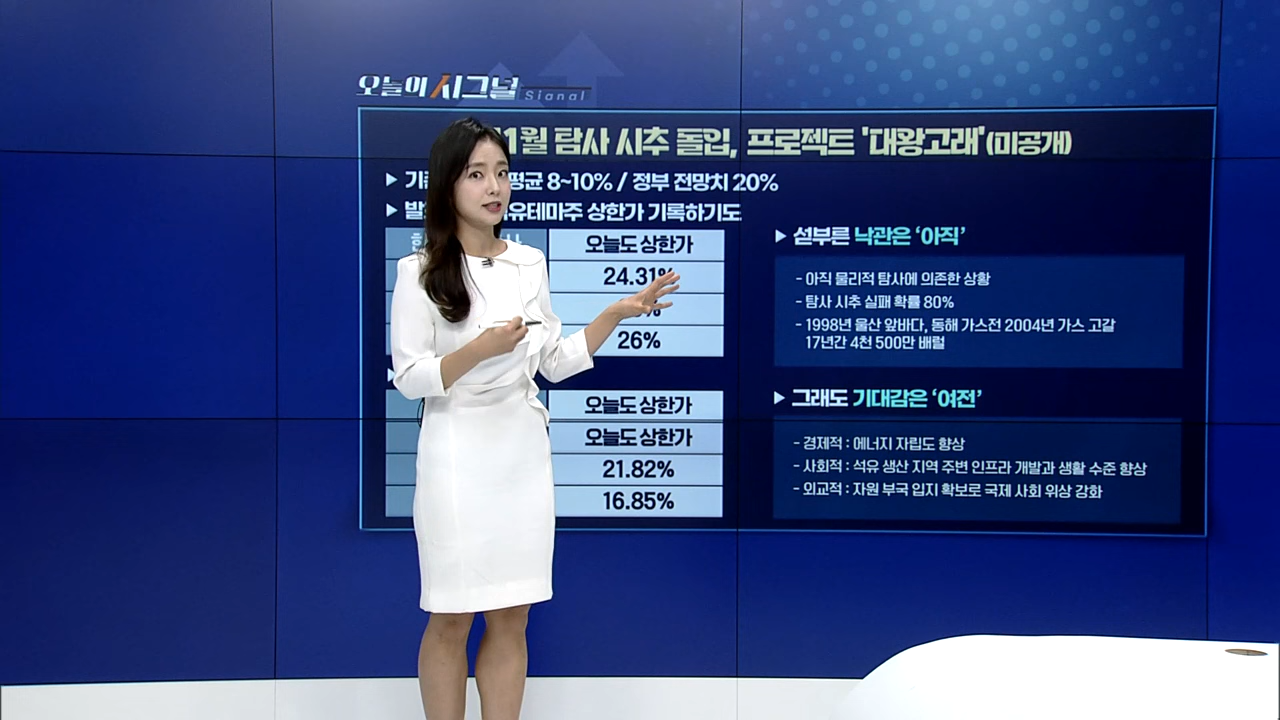 오늘의 시그널
Signal
11월 탐사 시추 돌입, 프로젝트 '대왕고래' (미공개)
▶ 평균 8~10% / 정부 전망치 20%
▶ 상한가 기록하기도
오늘도 상한가
24.31%
26%
오늘도 상한가
오늘도 상한가
21.82%
16.85%
▶ 섣부른 낙관은 ‘아직’
- 아직 물리적 탐사에 의존한 상황
- 탐사 시추 실패 확률 80%
- 1998년 울산 앞바다, 동해 가스전 2004년 가스 고갈
17년간 4천 500만 배럴
▶ 그래도 기대감은 ‘여전’
- 경제적 : 에너지 자립도 향상
- 사회적 : 석유 생산 지역 주변 인프라 개발과 생활 수준 향상
- 외교적 : 자원 부국 입지 확보로 국제 사회 위상 강화